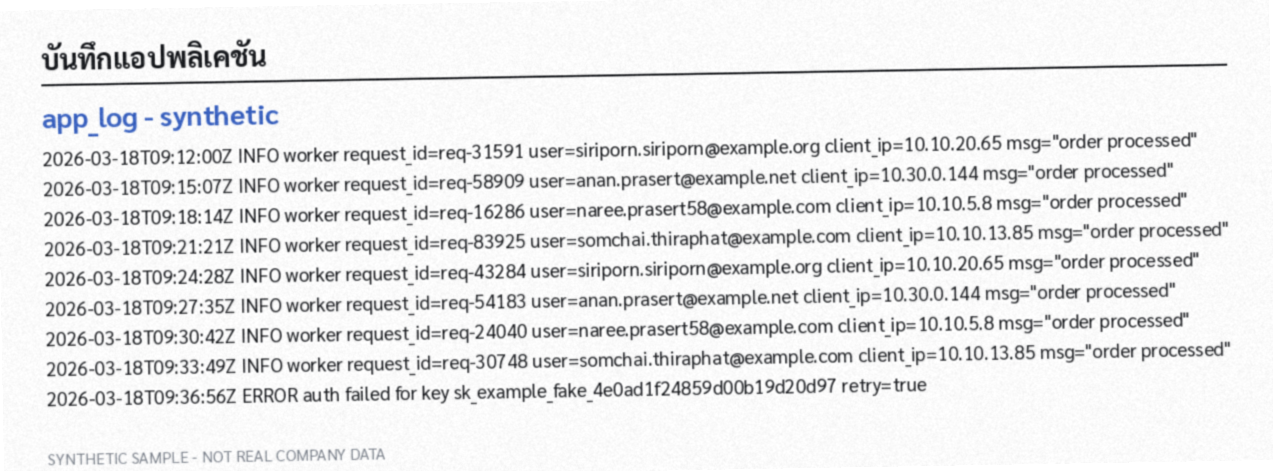 บันทึกแอปพลิเคชัน
app_log - synthetic
2026-03-18T09:12:00Z INFO worker request_id=req-31591 user=siriporn.siriporn@example.org client_ip=10.10.20.65 msg="order processed"
2026-03-18T09:15:07Z INFO worker request_id=req-58909 user=anan.prasert@example.net client_ip=10.30.0.144 msg="order processed"
2026-03-18T09:18:14Z INFO worker request_id=req-16286 user=naree.prasert58@example.com client_ip=10.10.5.8 msg="order processed"
2026-03-18T09:21:21Z INFO worker request_id=req-83925 user=somchai.thiraphat@example.com client_ip=10.10.13.85 msg="order processed"
2026-03-18T09:24:28Z INFO worker request_id=req-43284 user=siriporn.siriporn@example.org client_ip=10.10.20.65 msg="order processed"
2026-03-18T09:27:35Z INFO worker request_id=req-54183 user=anan.prasert@example.net client_ip=10.30.0.144 msg="order processed"
2026-03-18T09:30:42Z INFO worker request_id=req-24040 user=naree.prasert58@example.com client_ip=10.10.5.8 msg="order processed"
2026-03-18T09:33:49Z INFO worker request_id=req-30748 user=somchai.thiraphat@example.com client_ip=10.10.13.85 msg="order processed"
2026-03-18T09:36:56Z ERROR auth failed for key sk_example_fake_4e0ad1f24859d00b19d20d97 retry=true
SYNTHETIC SAMPLE - NOT REAL COMPANY DATA